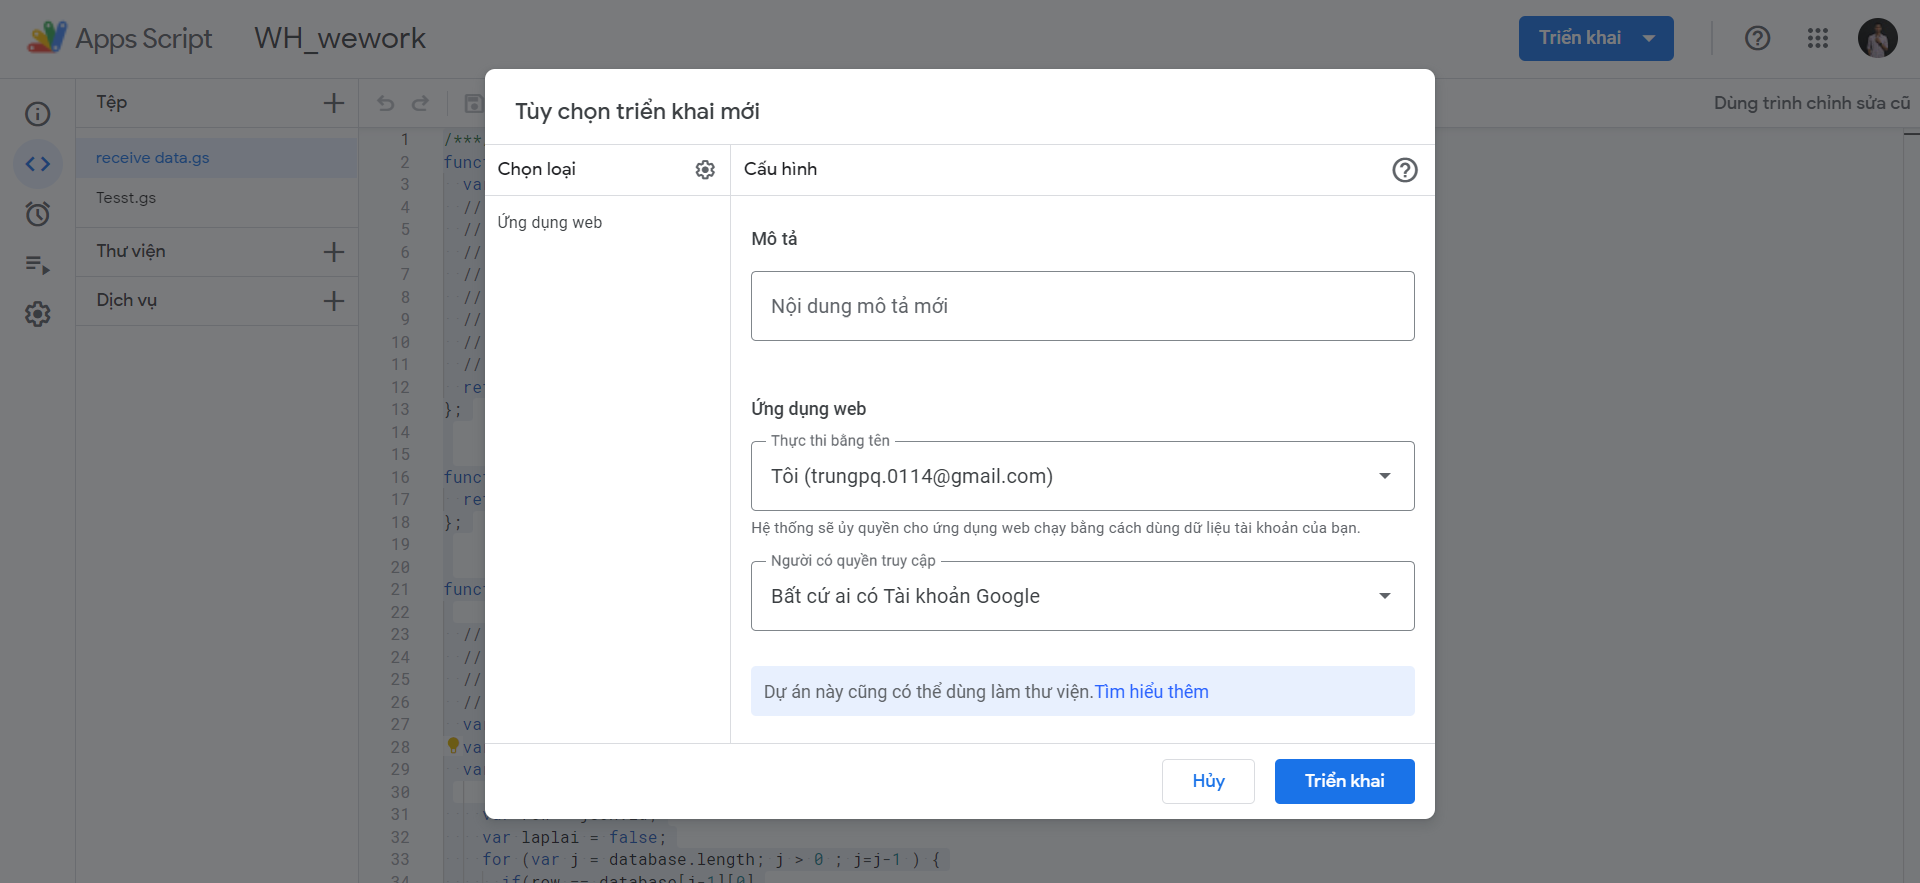 Apps Script
WH_wework
Triển khai
Tệp
Dùng trình chỉnh sửa cũ
receive data.gs
Tesst.gs
Thư viện
Dịch vụ
1 /***
2 func
3 va
4 //
5 //
6 //
7 //
8 //
9 //
10 //
11 //
12 re
13 };
14
15
16 func
17 re
18 };
19
20
21 func
22
23 //
24 //
25 //
26 //
27 va
28 va
29 va
30
31
32 var laplai = false;
33 for (var j = database.length; j > 0 ; j=j-1 ) {
34 if(row == database[j-1][0]
Tùy chọn triển khai mới
Chọn loại
Cấu hình
Ứng dụng web
Mô tả
Nội dung mô tả mới
Ứng dụng web
Thực thi bằng tên
Tôi (trungpq.0114@gmail.com)
Hệ thống sẽ ủy quyền cho ứng dụng web chạy bằng cách dùng dữ liệu tài khoản của bạn.
Người có quyền truy cập
Bất cứ ai có Tài khoản Google
Dự án này cũng có thể dùng làm thư viện.Tìm hiểu thêm
Hủy
Triển khai